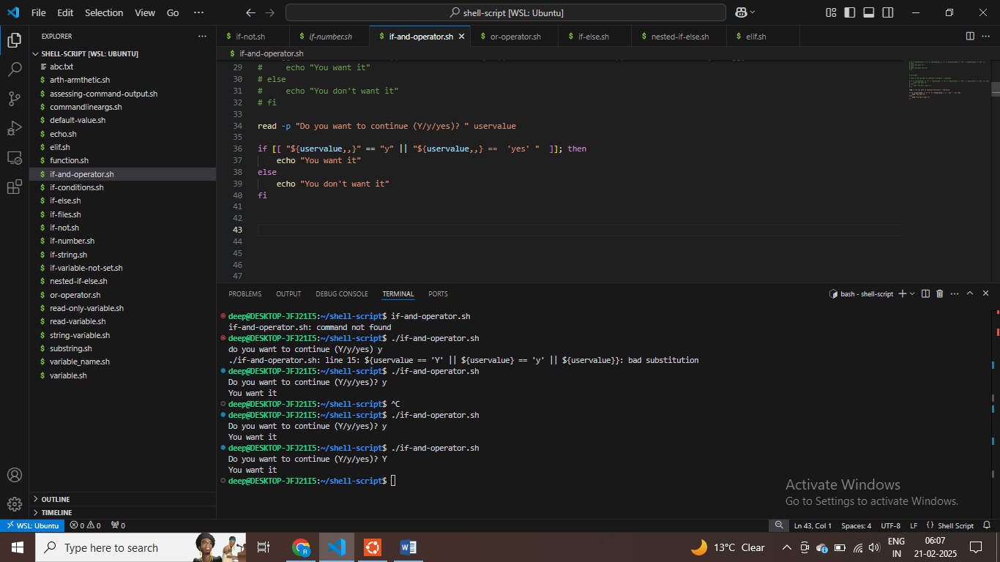 File Edit Selection View Go ··· shell-script [WSL: Ubuntu]
EXPLORER ···
SHELL-SCRIPT [WSL: UBUNTU]
abc.txt
$ arth-armthetic.sh
$ assessing-command-output.sh
$ commandlineargs.sh
$ default-value.sh
$ echo.sh
$ elif.sh
$ function.sh
$ if-and-operator.sh
$ if-conditions.sh
$ if-else.sh
$ if-files.sh
$ if-not.sh
$ if-number.sh
$ if-string.sh
$ if-variable-not-set.sh
$ nested-if-else.sh
$ or-operator.sh
$ read-only-variable.sh
$ read-variable.sh
$ string-variable.sh
$ substring.sh
$ variable_name.sh
$ variable.sh
OUTLINE
TIMELINE
$ if-not.sh $ if-number.sh $ if-and-operator.sh $ or-operator.sh $ if-else.sh $ nested-if-else.sh $ elif.sh
$ if-and-operator.sh
29 #     echo "You want it"
30 # else
31 #     echo "You don't want it"
32 # fi
33
34 read -p "Do you want to continue (Y/y/yes)? " uservalue
35
36 if [[ "${uservalue,,}" == "y" || "${uservalue,,} ==  'yes' "  ]]; then
37     echo "You want it"
38 else
39     echo "You don't want it"
40 fi
41
42
43
44
45
46
47
PROBLEMS OUTPUT DEBUG CONSOLE TERMINAL PORTS bash - shell-script
deep@DESKTOP-JFJ21I5:~/shell-script$ if-and-operator.sh
if-and-operator.sh: command not found
deep@DESKTOP-JFJ21I5:~/shell-script$ ./if-and-operator.sh
do you want to continue (Y/y/yes) y
./if-and-operator.sh: line 15: ${uservalue == 'Y' || ${uservalue} == 'y' || ${uservalue}}: bad substitution
deep@DESKTOP-JFJ21I5:~/shell-script$ ./if-and-operator.sh
Do you want to continue (Y/y/yes)? y
You want it
deep@DESKTOP-JFJ21I5:~/shell-script$ ^C
deep@DESKTOP-JFJ21I5:~/shell-script$ ./if-and-operator.sh
Do you want to continue (Y/y/yes)? y
You want it
deep@DESKTOP-JFJ21I5:~/shell-script$ ./if-and-operator.sh
Do you want to continue (Y/y/yes)? Y
You want it
deep@DESKTOP-JFJ21I5:~/shell-script$
Activate Windows
Go to Settings to activate Windows.
WSL: Ubuntu 0 0 0 Ln 43, Col 1 Spaces: 4 UTF-8 LF {} Shell Script
Type here to search
13°C Clear
ENG
IN
06:07
21-02-2025